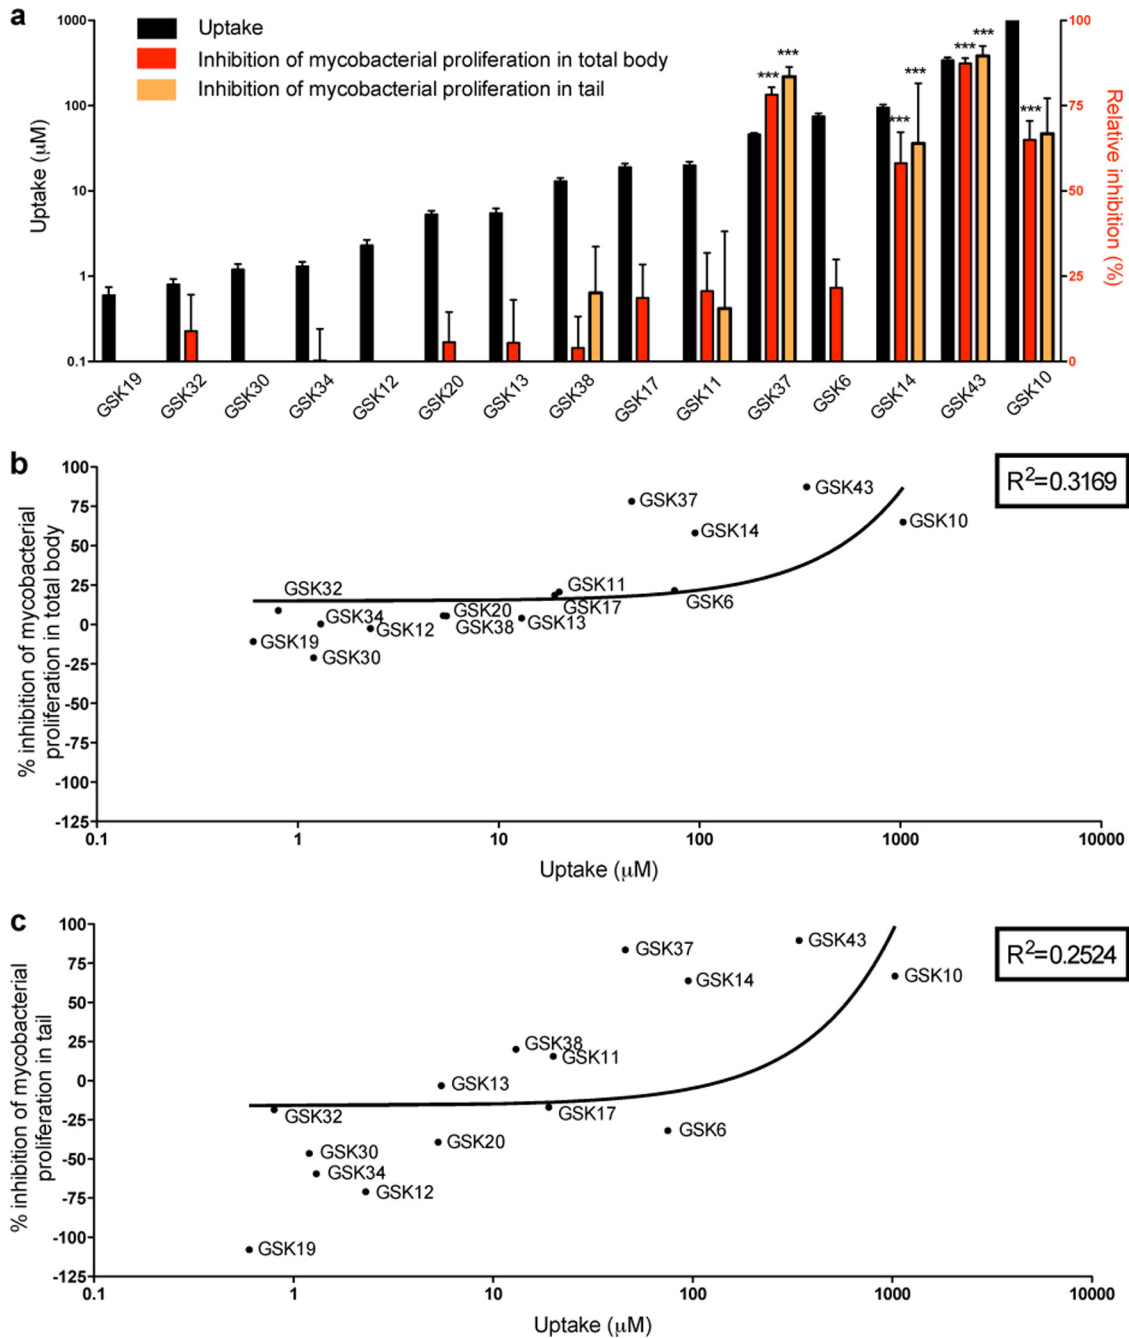 a
Uptake
Inhibition of mycobacterial proliferation in total body
Inhibition of mycobacterial proliferation in tail
Uptake (μM)
1000
100
10
1
0.1
*** *** *** *** *** *** ***
100
75
50
25
0
Relative inhibition (%)
GSK19 GSK32 GSK30 GSK34 GSK12 GSK20 GSK13 GSK38 GSK17 GSK11 GSK37 GSK6 GSK14 GSK43 GSK10
b
R²=0.3169
% inhibition of mycobacterial
proliferation in total body
100
75
50
25
0
-25
-50
-75
-100
-125
GSK43
GSK37
GSK10
GSK14
GSK32
GSK11
GSK6
GSK17
GSK34
GSK20
GSK12
GSK38
GSK13
GSK19
GSK30
0.1 1 10 100 1000 10000
Uptake (μM)
c
R²=0.2524
% inhibition of mycobacterial
proliferation in tail
100
75
50
25
0
-25
-50
-75
-100
-125
GSK43
GSK37
GSK10
GSK14
GSK38
GSK11
GSK13
GSK32
GSK17
GSK6
GSK20
GSK30
GSK34
GSK12
GSK19
0.1 1 10 100 1000 10000
Uptake (μM)